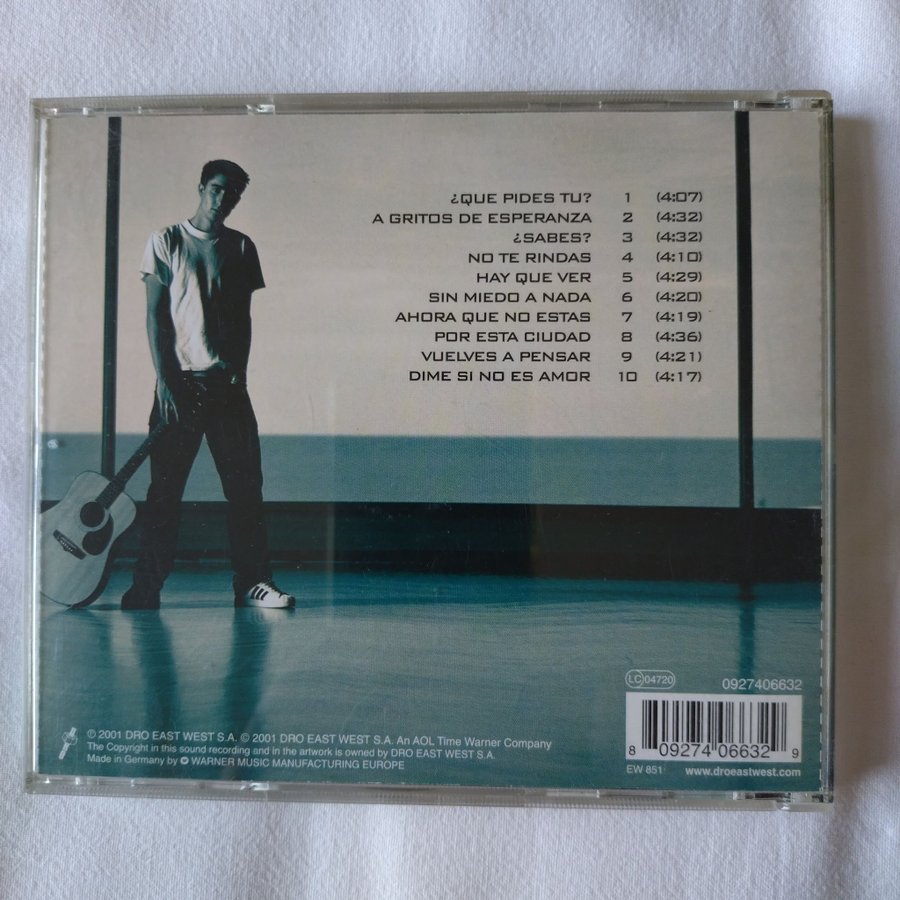 ¿QUE PIDES TU? 1 (4:07)
A GRITOS DE ESPERANZA 2 (4:32)
¿SABES? 3 (4:32)
NO TE RINDAS 4 (4:10)
HAY QUE VER 5 (4:29)
SIN MIEDO A NADA 6 (4:20)
AHORA QUE NO ESTAS 7 (4:19)
POR ESTA CIUDAD 8 (4:36)
VUELVES A PENSAR 9 (4:21)
DIME SI NO ES AMOR 10 (4:17)
LC 04720 0927406632
℗ 2001 DRO EAST WEST S.A. © 2001 DRO EAST WEST S.A. An AOL Time Warner Company
The Copyright in this sound recording and in the artwork is owned by DRO EAST WEST S.A.
Made in Germany by WARNER MUSIC MANUFACTURING EUROPE
8 09274 06632 9
EW 851 www.droeastwest.com